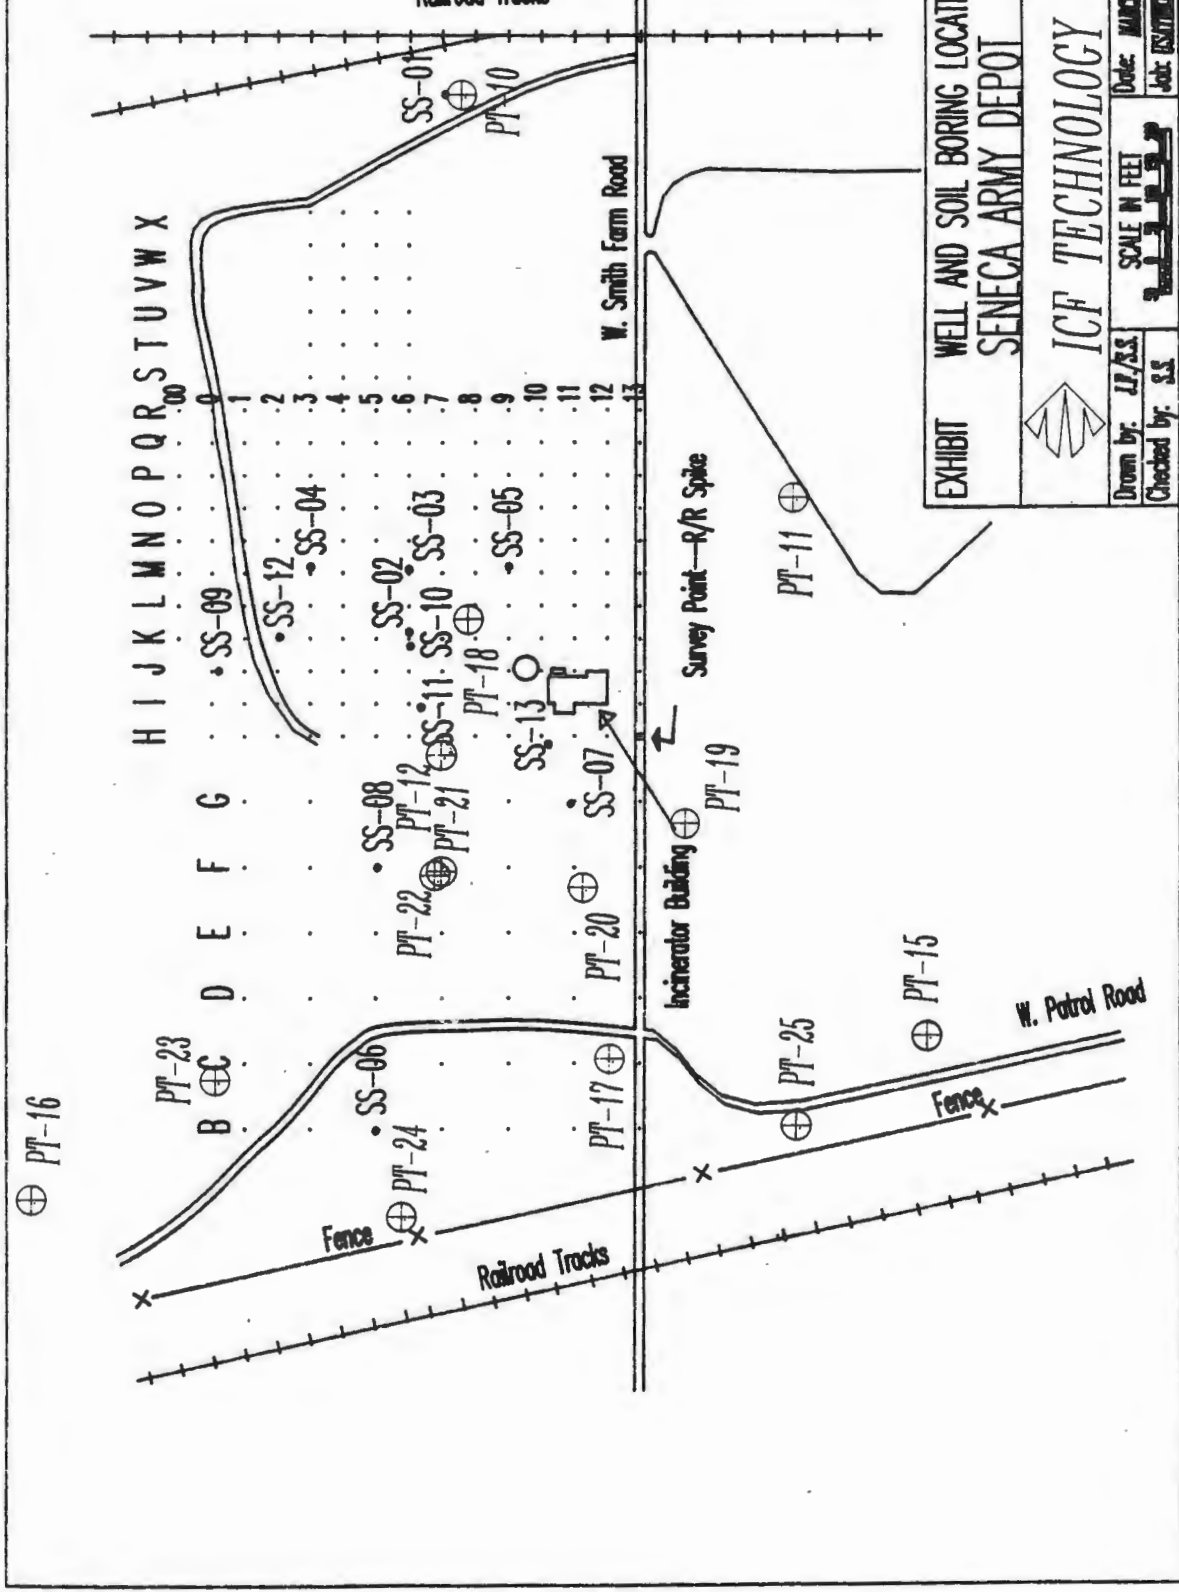 Railroad Tracks
SS-01
PT-10
H I J K L M N O P Q R S T U V W X
00
0
1
2
3
4
5
6
7
8
9
10
11
12
13
B C D E F G
PT-16
PT-23
SS-09
SS-12
SS-04
SS-02
SS-03
SS-10
SS-05
SS-11
PT-18
SS-13
SS-08
PT-12
PT-21
PT-22
SS-07
PT-20
SS-06
PT-24
PT-17
W. Smith Farm Road
Survey Point—R/R Spike
PT-11
PT-19
Incinerator Building
PT-15
PT-25
W. Patrol Road
Fence
Fence
Railroad Tracks
EXHIBIT WELL AND SOIL BORING
SENECA ARMY DEPOT
ICF TECHNOLOGY
Drawn by: J.P./S.S.
Checked by: S.S.
SCALE IN FEET
Date:
Job: